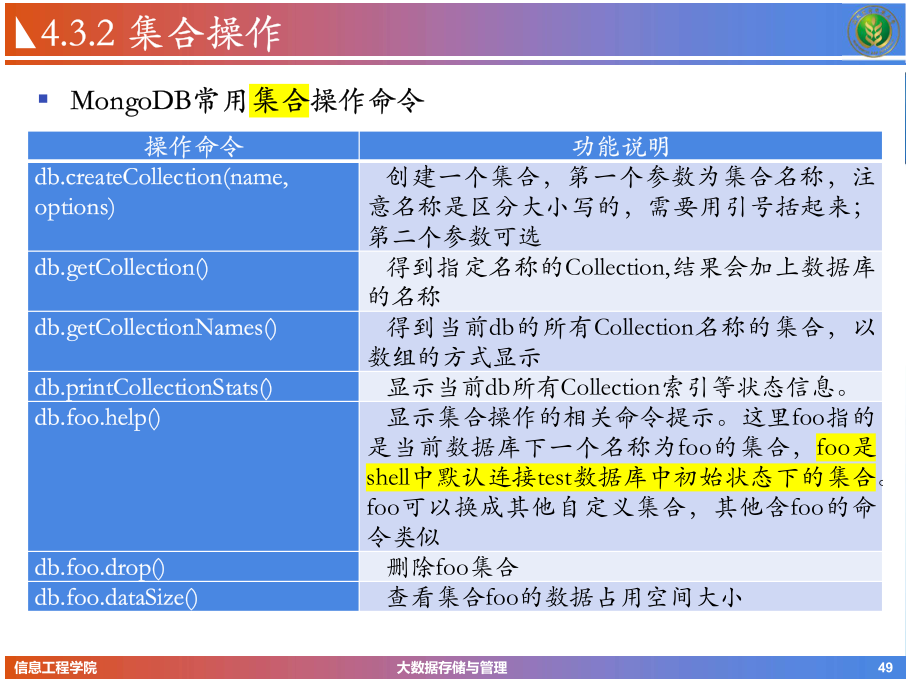 4.3.2 集合操作
MongoDB常用集合操作命令
操作命令
功能说明
db.createCollection(name,
options)
创建一个集合，第一个参数为集合名称，注
意名称是区分大小写的，需要用引号括起来；
第二个参数可选
db.getCollection()
得到指定名称的Collection,结果会加上数据库
的名称
db.getCollectionNames()
得到当前db的所有Collection名称的集合，以
数组的方式显示
db.printCollectionStats()
显示当前db所有Collection索引等状态信息。
db.foo.help()
显示集合操作的相关命令提示。这里foo指的
是当前数据库下一个名称为foo的集合，foo是
shell中默认连接test数据库中初始状态下的集合。
foo可以换成其他自定义集合，其他含foo的命
令类似
db.foo.drop()
删除foo集合
db.foo.dataSize()
查看集合foo的数据占用空间大小
信息工程学院
大数据存储与管理
49